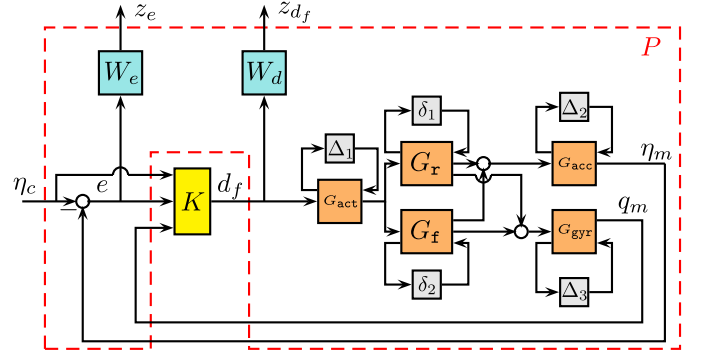 z_e
z_{d_f}
P
W_e
W_d
δ_1
Δ_2
Δ_1
η_c
e
K
d_f
G_act
G_r
G_acc
η_m
−
G_f
G_gyr
q_m
δ_2
Δ_3